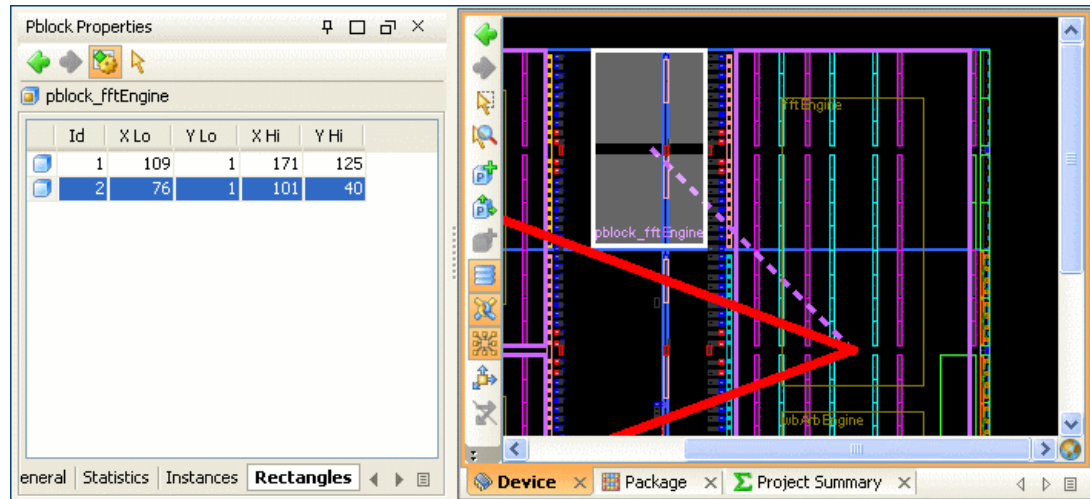 Pblock Properties
pblock_fftEngine
Id X Lo Y Lo X Hi Y Hi
1 109 1 171 125
2 76 1 101 40
eneral Statistics Instances Rectangles
fftEngine
pblock_fftEngine
wbArbEngine
Device Package Project Summary